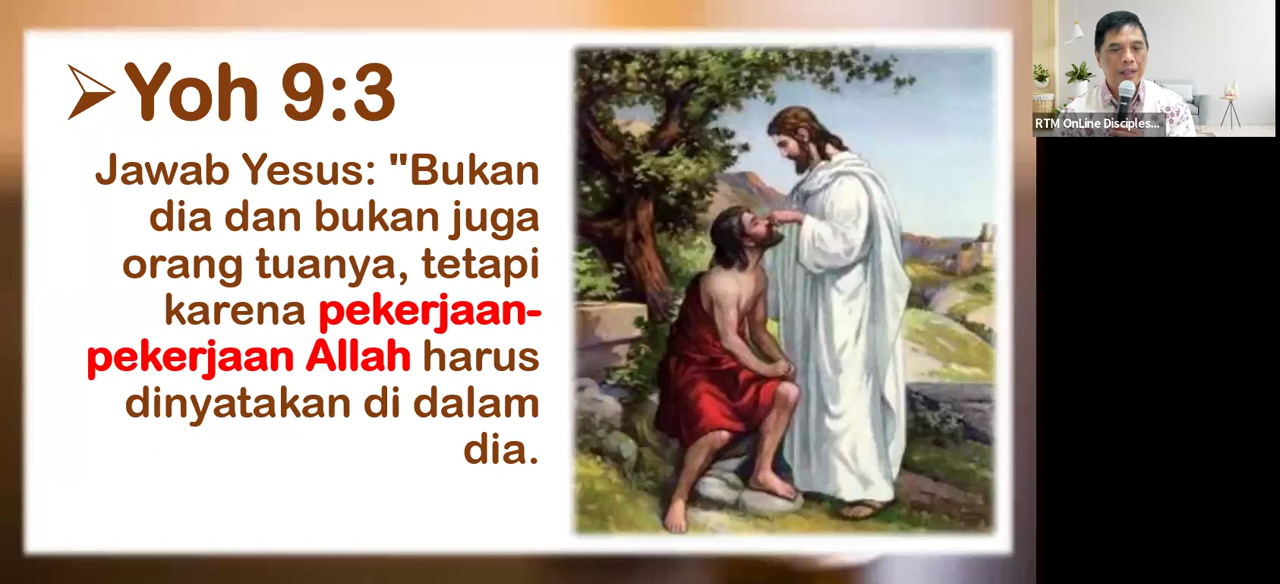 Yoh 9:3
Jawab Yesus: "Bukan
dia dan bukan juga
orang tuanya, tetapi
karena pekerjaan-
pekerjaan Allah harus
dinyatakan di dalam
dia.
RTM OnLine Disciples...